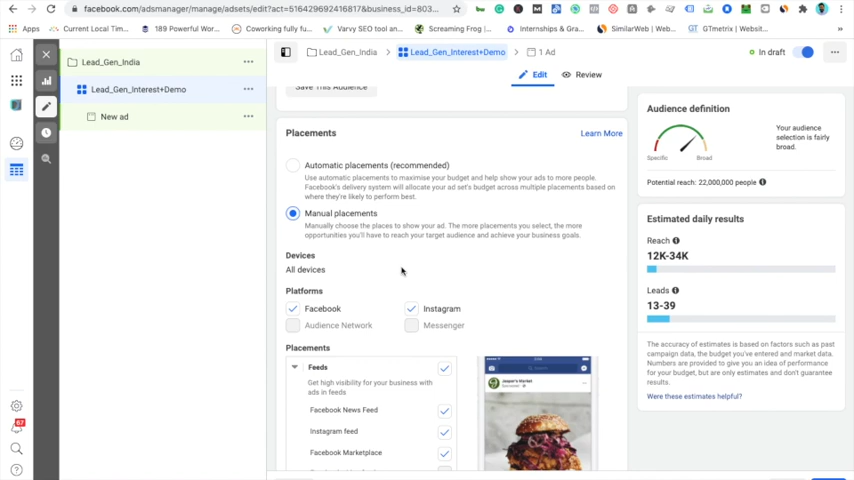 facebook.com/adsmanager/manage/adsets/edit?act=516429692416817&business_id=803...
Apps
Current Local Tim...
189 Powerful Wor...
Coworking fully fu...
Varvy SEO tool an...
Screaming Frog |...
Internships & Gra...
SimilarWeb | Web...
GTmetrix | Websit...
Lead_Gen_India
Lead_Gen_Interest+Demo
New ad
Lead_Gen_India
Lead_Gen_Interest+Demo
1 Ad
In draft
Edit
Review
Save This Audience
Placements
Learn More
Automatic placements (recommended)
Use automatic placements to maximise your budget and help show your ads to more people.
Facebook's delivery system will allocate your ad set's budget across multiple placements based on
where they're likely to perform best.
Manual placements
Manually choose the places to show your ad. The more placements you select, the more
opportunities you'll have to reach your target audience and achieve your business goals.
Devices
All devices
Platforms
Facebook
Instagram
Audience Network
Messenger
Placements
Feeds
Get high visibility for your business with
ads in feeds
Facebook News Feed
Instagram feed
Facebook Marketplace
Jasper's Market
Audience definition
Specific
Broad
Your audience
selection is fairly
broad.
Potential reach: 22,000,000 people
Estimated daily results
Reach
12K-34K
Leads
13-39
The accuracy of estimates is based on factors such as past
campaign data, the budget you've entered and market data.
Numbers are provided to give you an idea of performance
for your budget, but are only estimates and don't guarantee
results.
Were these estimates helpful?
67